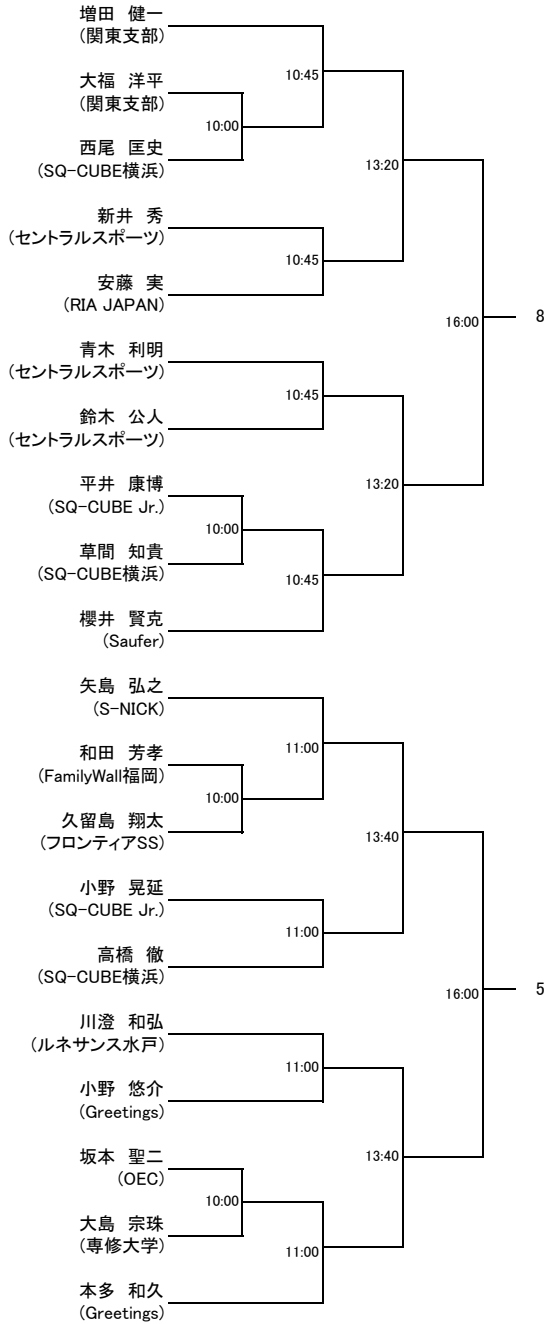 増田 健一
(関東支部)
10:45
大福 洋平
(関東支部)
10:00
西尾 匡史
(SQ-CUBE横浜)
13:20
新井 秀
(セントラルスポーツ)
10:45
安藤 実
(RIA JAPAN)
16:00
8
青木 利明
(セントラルスポーツ)
10:45
鈴木 公人
(セントラルスポーツ)
平井 康博
(SQ-CUBE Jr.)
13:20
10:00
草間 知貴
(SQ-CUBE横浜)
10:45
櫻井 賢克
(Saufer)
矢島 弘之
(S-NICK)
11:00
和田 芳孝
(FamilyWall福岡)
10:00
久留島 翔太
(フロンティアSS)
13:40
小野 晃延
(SQ-CUBE Jr.)
11:00
高橋 徹
(SQ-CUBE横浜)
16:00
5
川澄 和弘
(ルネサンス水戸)
11:00
小野 悠介
(Greetings)
坂本 聖二
(OEC)
13:40
10:00
大島 宗珠
(専修大学)
11:00
本多 和久
(Greetings)